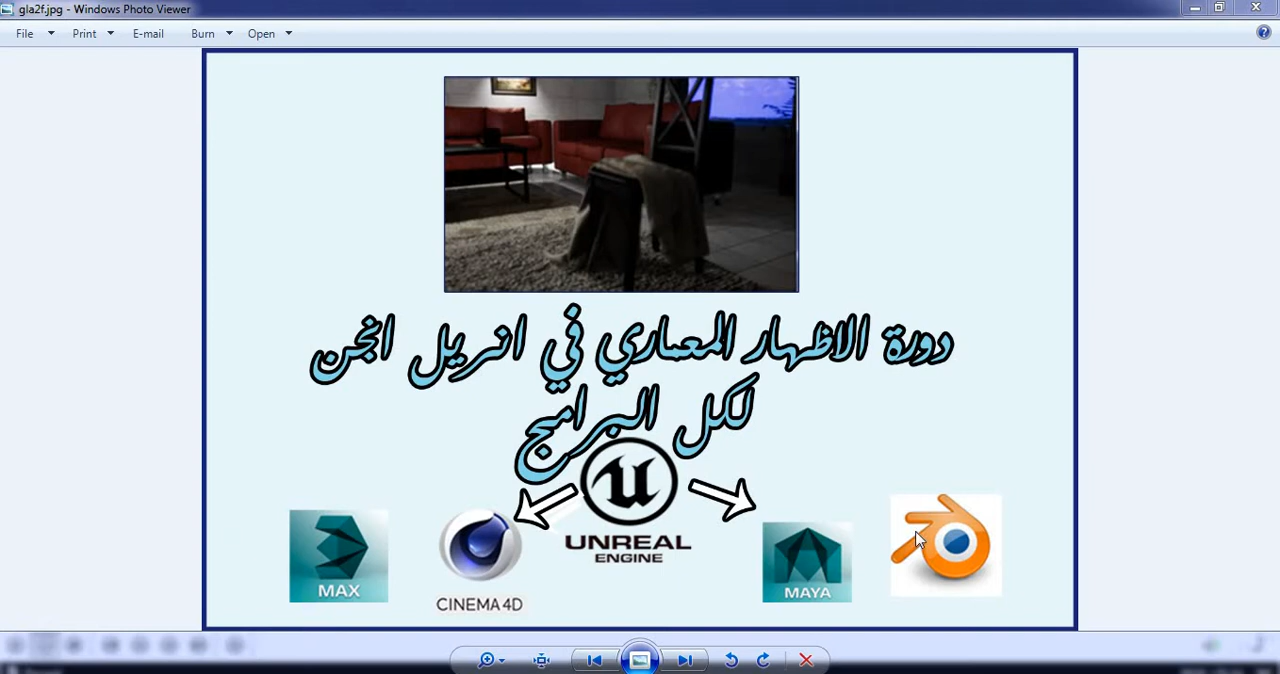 gla2f.jpg - Windows Photo Viewer
File Print E-mail Burn Open
دورة الاظهار المعماري في انريل انجن
لكل البرامج
UNREAL
ENGINE
MAX
CINEMA 4D
MAYA